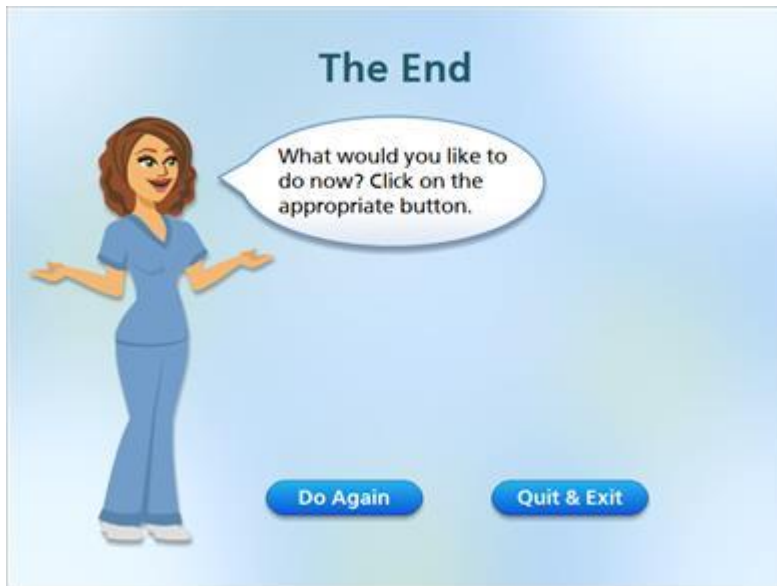 The End
What would you like to
do now? Click on the
appropriate button.
Do Again
Quit & Exit